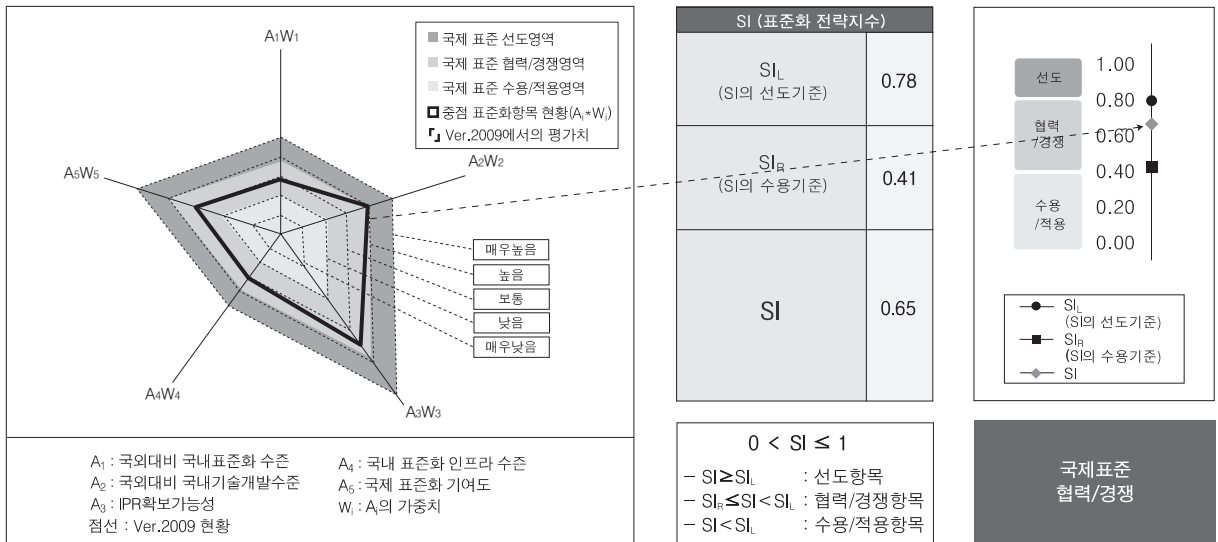 A₁W₁
A₂W₂
A₃W₃
A₄W₄
A₅W₅
국제 표준 선도영역
국제 표준 협력/경쟁영역
국제 표준 수용/적용영역
중점 표준화항목 현황(Aᵢ*Wᵢ)
Ver.2009에서의 평가치
매우높음
높음
보통
낮음
매우낮음
A₁ : 국외대비 국내표준화 수준
A₂ : 국외대비 국내기술개발수준
A₃ : IPR확보가능성
점선 : Ver.2009 현황
A₄ : 국내 표준화 인프라 수준
A₅ : 국제 표준화 기여도
Wᵢ : Aᵢ의 가중치
SI (표준화 전략지수)
SI_L
(SI의 선도기준)
0.78
SI_R
(SI의 수용기준)
0.41
SI
0.65
0 < SI ≤ 1
– SI≥SI_L : 선도항목
– SI_R≤SI<SI_L : 협력/경쟁항목
– SI<SI_L : 수용/적용항목
선도
협력
/경쟁
수용
/적용
1.00
0.80
0.60
0.40
0.20
0.00
SI_L
(SI의 선도기준)
SI_R
(SI의 수용기준)
SI
국제표준
협력/경쟁